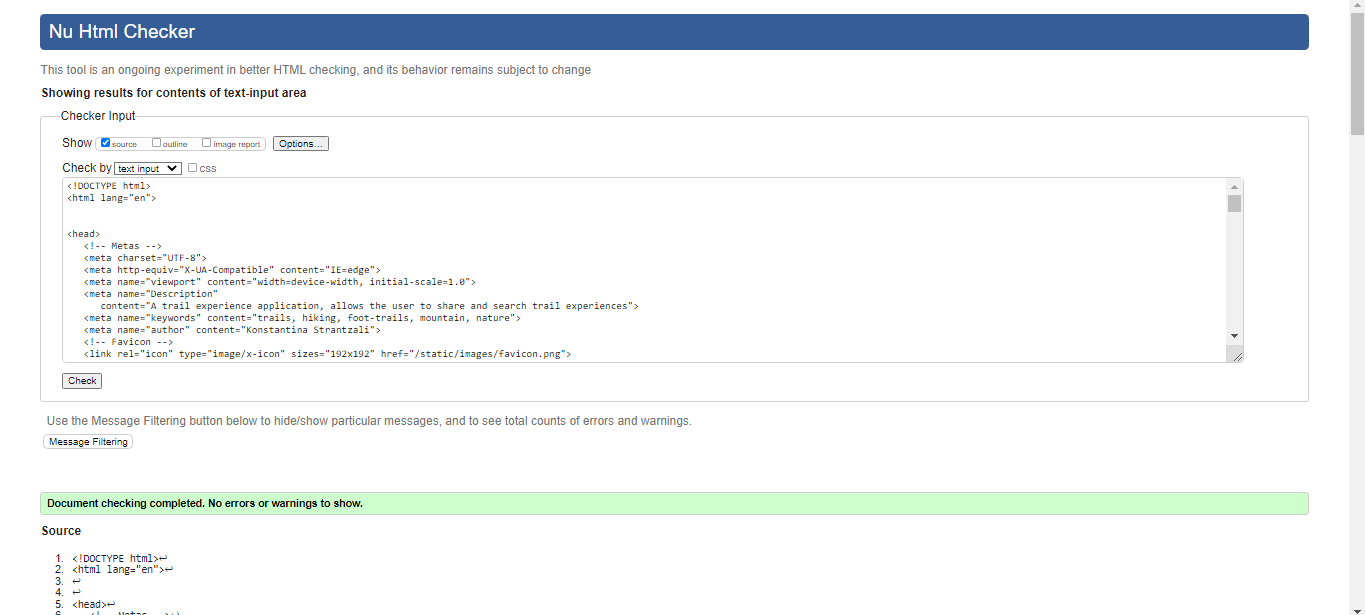 Nu Html Checker
This tool is an ongoing experiment in better HTML checking, and its behavior remains subject to change
Showing results for contents of text-input area
Checker Input
Show source outline image report Options...
Check by text input css
<!DOCTYPE html>
<html lang="en">
<head>
<!-- Metas -->
<meta charset="UTF-8">
<meta http-equiv="X-UA-Compatible" content="IE=edge">
<meta name="viewport" content="width=device-width, initial-scale=1.0">
<meta name="Description"
content="A trail experience application, allows the user to share and search trail experiences">
<meta name="keywords" content="trails, hiking, foot-trails, mountain, nature">
<meta name="author" content="Konstantina Strantzali">
<!-- Favicon -->
<link rel="icon" type="image/x-icon" sizes="192x192" href="/static/images/favicon.png">
Check
Use the Message Filtering button below to hide/show particular messages, and to see total counts of errors and warnings.
Message Filtering
Document checking completed. No errors or warnings to show.
Source
1. <!DOCTYPE html>↩
2. <html lang="en">↩
3. ↩
4. ↩
5. <head>↩